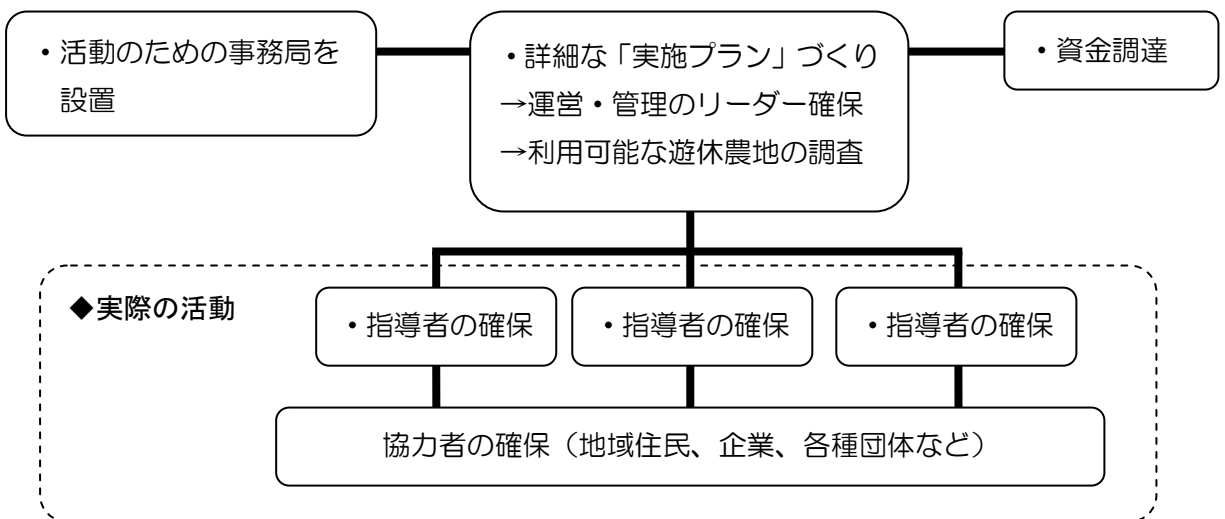 ・活動のための事務局を
設置
・詳細な「実施プラン」づくり
→運営・管理のリーダー確保
→利用可能な遊休農地の調査
・資金調達
◆実際の活動
・指導者の確保
・指導者の確保
・指導者の確保
協力者の確保（地域住民、企業、各種団体など）